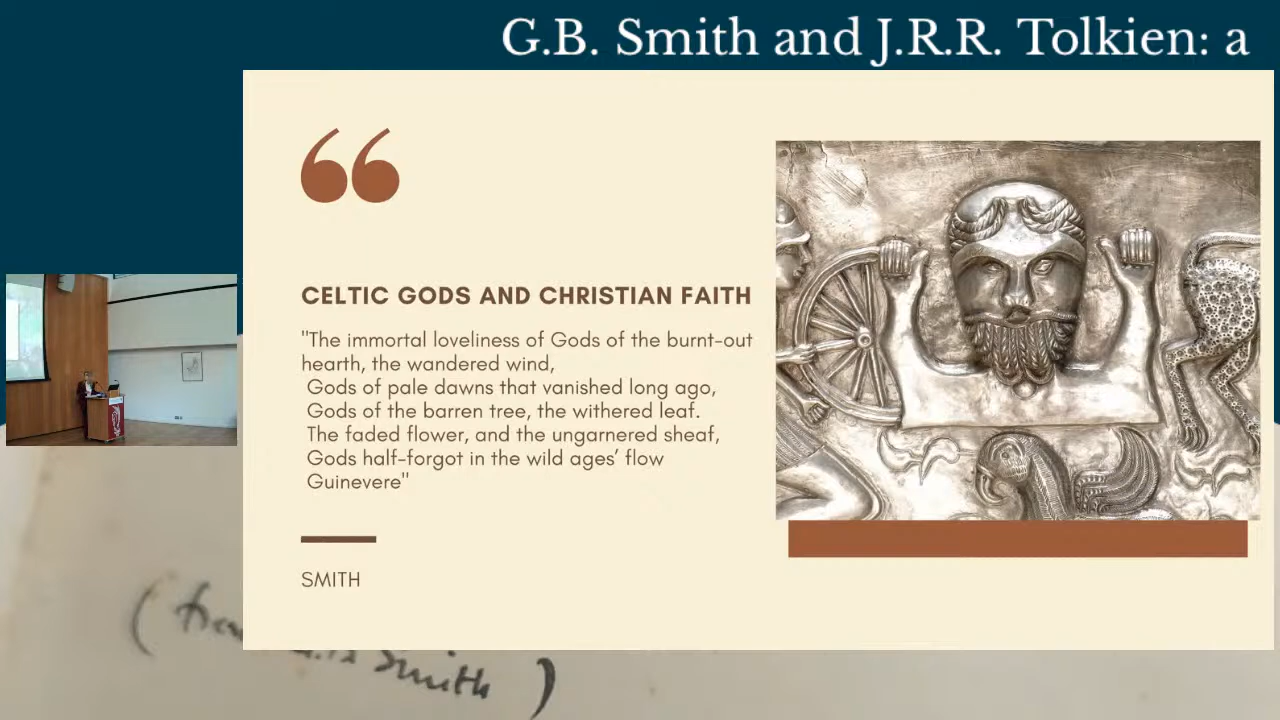 G.B. Smith and J.R.R. Tolkien: a
“
CELTIC GODS AND CHRISTIAN FAITH
"The immortal loveliness of Gods of the burnt-out
hearth, the wandered wind,
Gods of pale dawns that vanished long ago,
Gods of the barren tree, the withered leaf.
The faded flower, and the ungarnered sheaf,
Gods half-forgot in the wild ages’ flow
Guinevere"
SMITH
Smith )